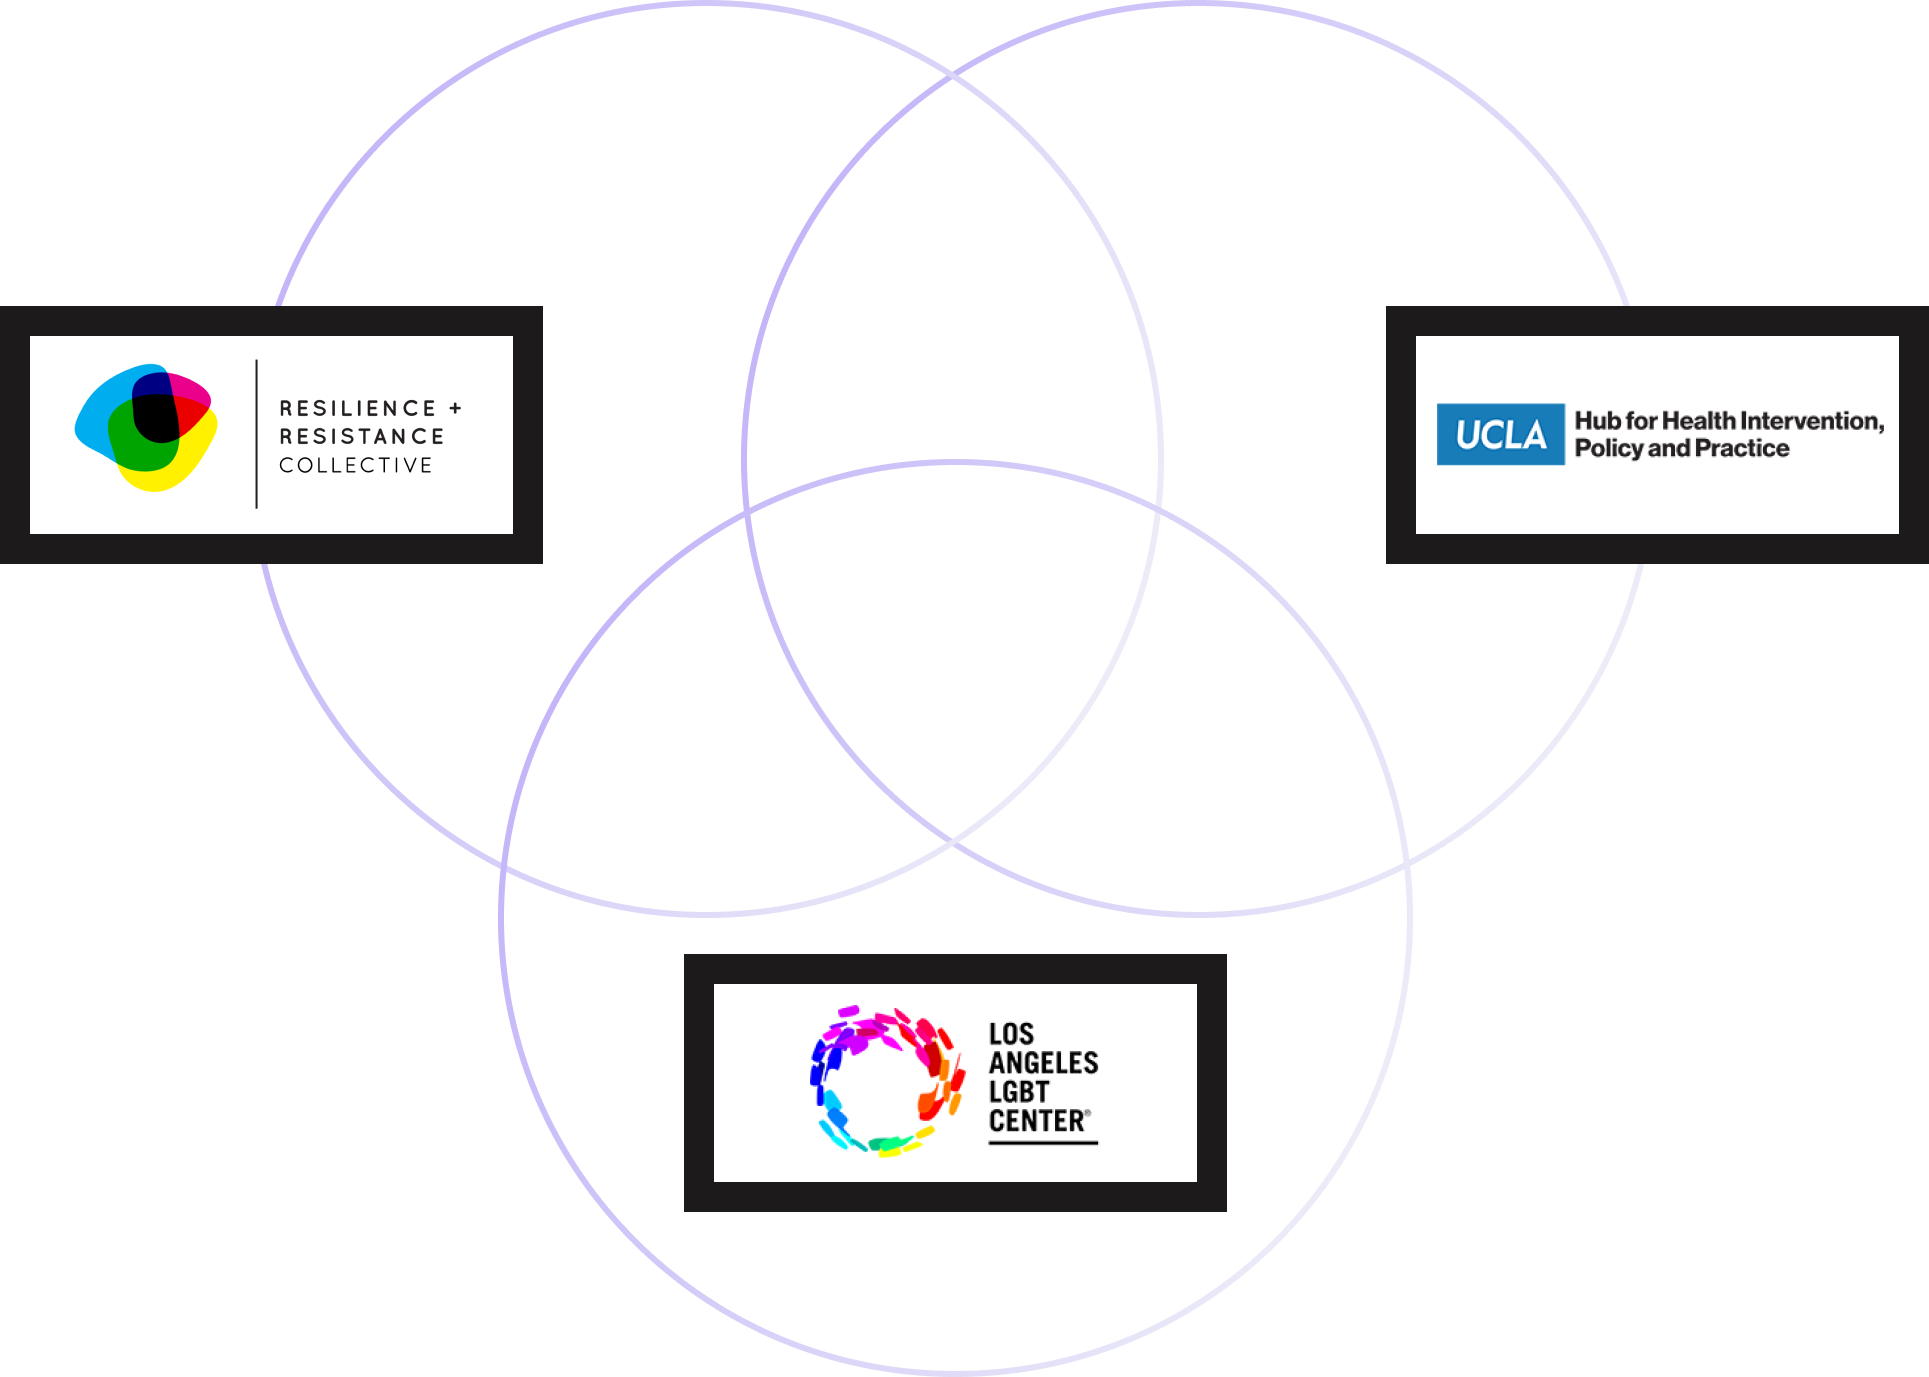 RESILIENCE +
RESISTANCE
COLLECTIVE
UCLA
Hub for Health Intervention,
Policy and Practice
LOS
ANGELES
LGBT
CENTER®